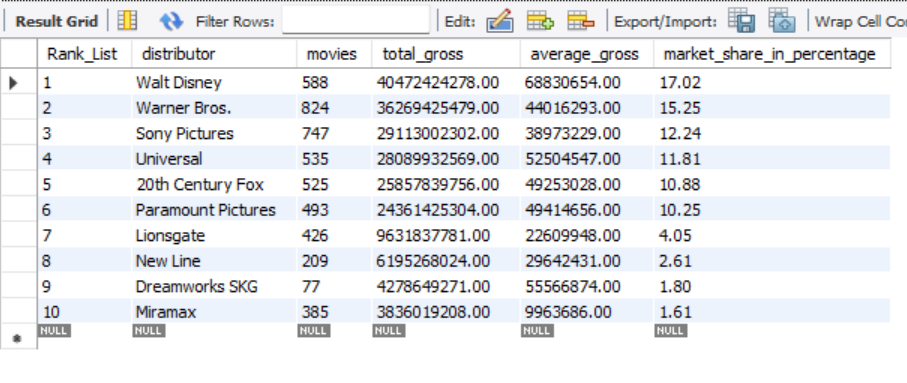 Result Grid Filter Rows: Edit: Export/Import: Wrap Cell Co
Rank_List distributor movies total_gross average_gross market_share_in_percentage
1 Walt Disney 588 40472424278.00 68830654.00 17.02
2 Warner Bros. 824 36269425479.00 44016293.00 15.25
3 Sony Pictures 747 29113002302.00 38973229.00 12.24
4 Universal 535 28089932569.00 52504547.00 11.81
5 20th Century Fox 525 25857839756.00 49253028.00 10.88
6 Paramount Pictures 493 24361425304.00 49414656.00 10.25
7 Lionsgate 426 9631837781.00 22609948.00 4.05
8 New Line 209 6195268024.00 29642431.00 2.61
9 Dreamworks SKG 77 4278649271.00 55566874.00 1.80
10 Miramax 385 3836019208.00 9963686.00 1.61
NULL NULL NULL NULL NULL NULL